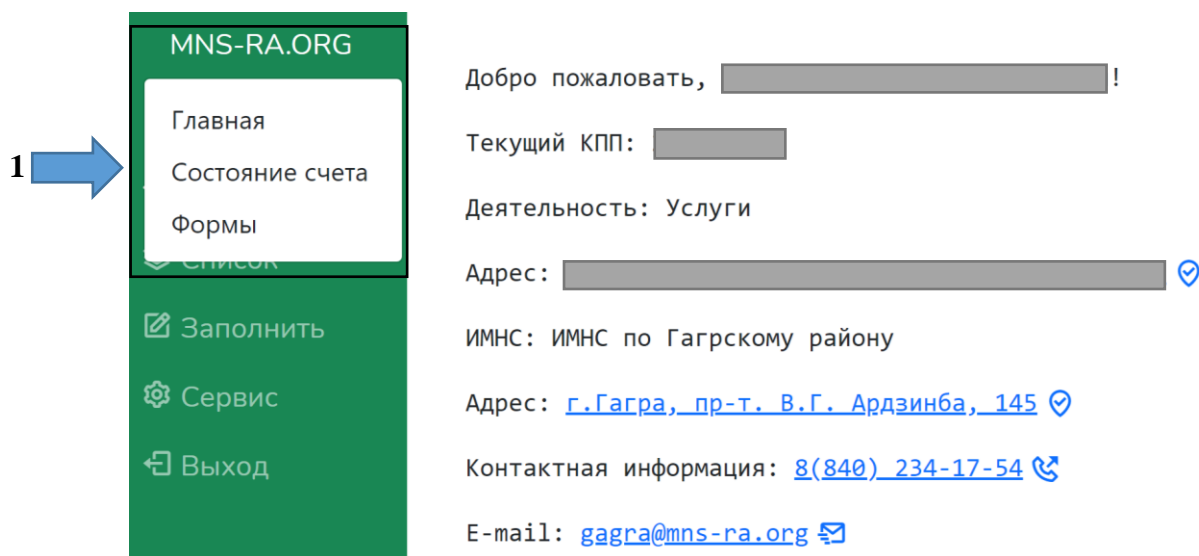 MNS-RA.ORG
1
Главная
Состояние счета
Формы
Список
Заполнить
Сервис
Выход
Добро пожаловать, !
Текущий КПП:
Деятельность: Услуги
Адрес:
ИМНС: ИМНС по Гагрскому району
Адрес: г.Гагра, пр-т. В.Г. Ардзинба, 145
Контактная информация: 8(840) 234-17-54
E-mail: gagra@mns-ra.org